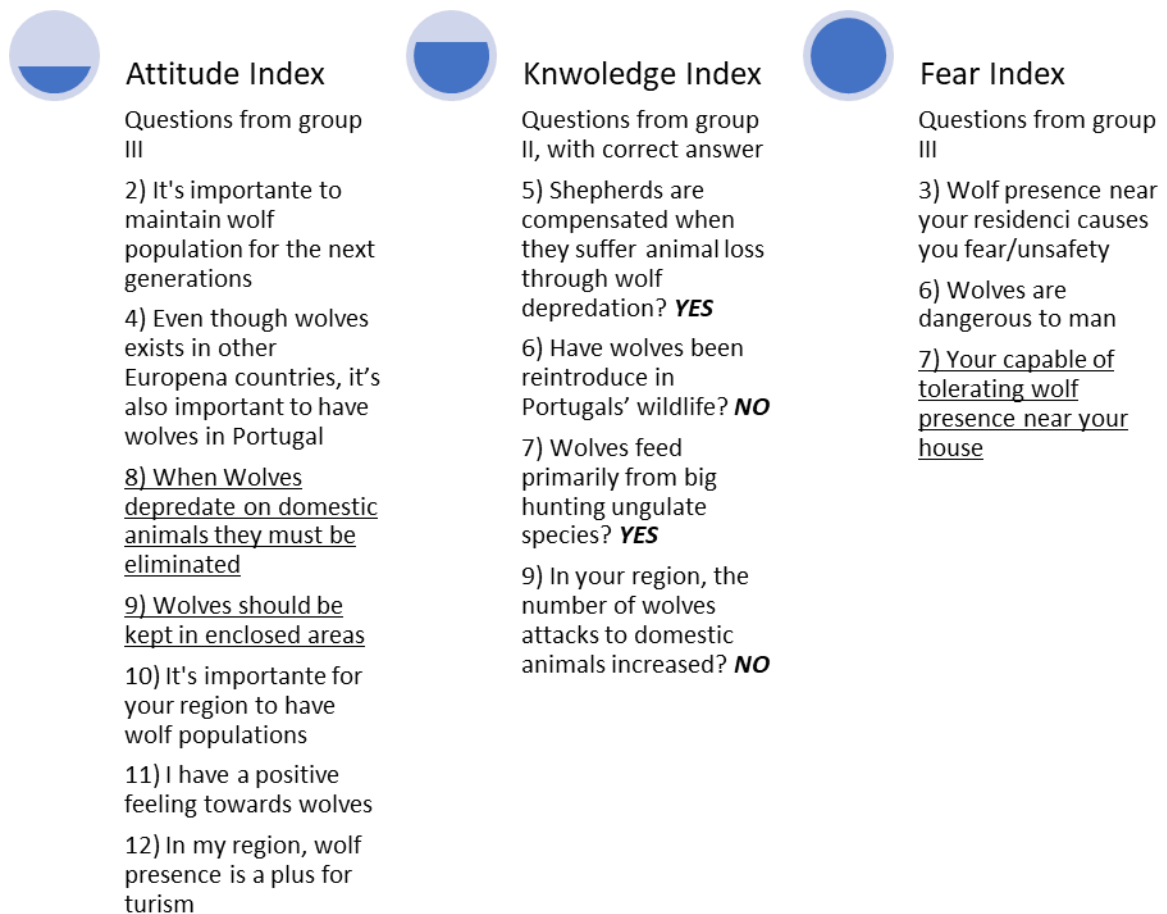 Attitude Index
Questions from group
III
2) It's importante to
maintain wolf
population for the next
generations
4) Even though wolves
exists in other
Europena countries, it's
also important to have
wolves in Portugal
8) When Wolves
depredate on domestic
animals they must be
eliminated
9) Wolves should be
kept in enclosed areas
10) It's importante for
your region to have
wolf populations
11) I have a positive
feeling towards wolves
12) In my region, wolf
presence is a plus for
turism
Knwoledge Index
Questions from group
II, with correct answer
5) Shepherds are
compensated when
they suffer animal loss
through wolf
depredation? YES
6) Have wolves been
reintroduce in
Portugals’ wildlife? NO
7) Wolves feed
primarily from big
hunting ungulate
species? YES
9) In your region, the
number of wolves
attacks to domestic
animals increased? NO
Fear Index
Questions from group
III
3) Wolf presence near
your residenci causes
you fear/unsafety
6) Wolves are
dangerous to man
7) Your capable of
tolerating wolf
presence near your
house